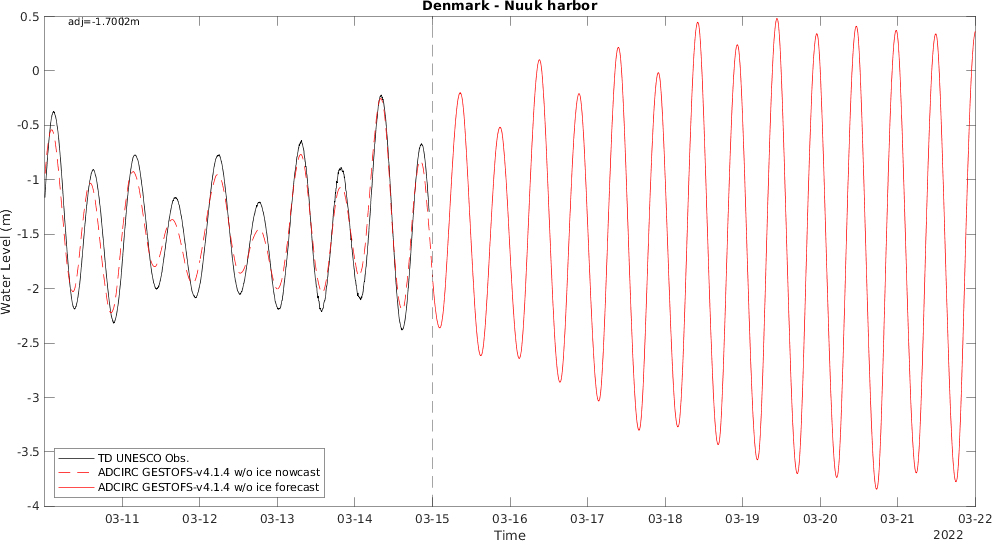 Denmark - Nuuk harbor
adj=-1.7002m
0.5
0
-0.5
-1
-1.5
-2
-2.5
-3
-3.5
-4
Water Level (m)
TD UNESCO Obs.
ADCIRC GESTOFS-v4.1.4 w/o ice nowcast
ADCIRC GESTOFS-v4.1.4 w/o ice forecast
03-11 03-12 03-13 03-14 03-15 03-16 03-17 03-18 03-19 03-20 03-21 03-22
Time
2022